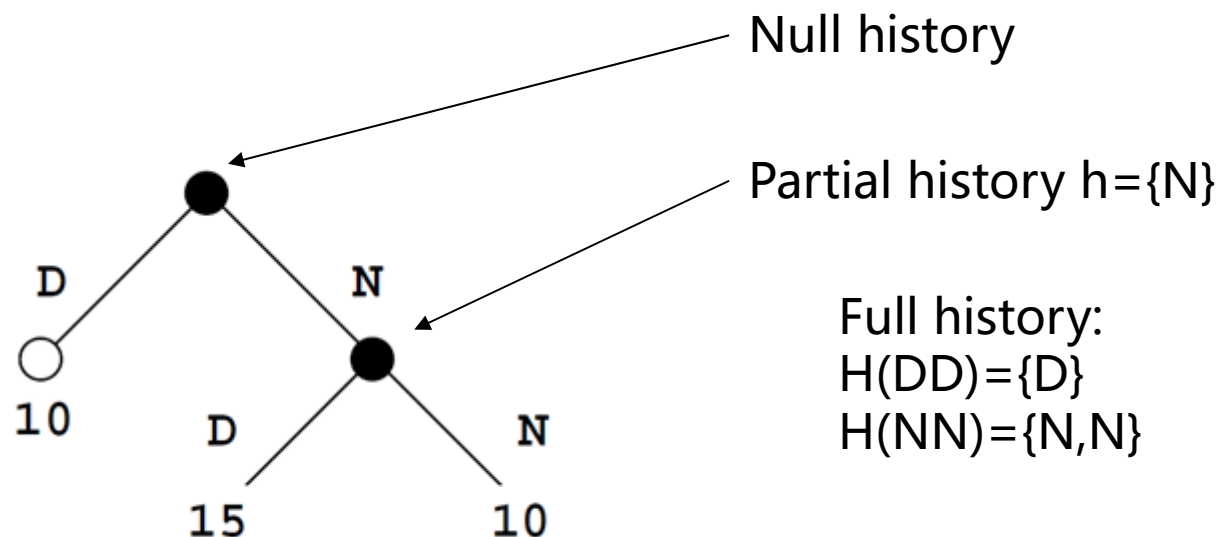 Null history
Partial history h={N}
D
N
Full history:
H(DD)={D}
H(NN)={N,N}
10
D
N
15
10